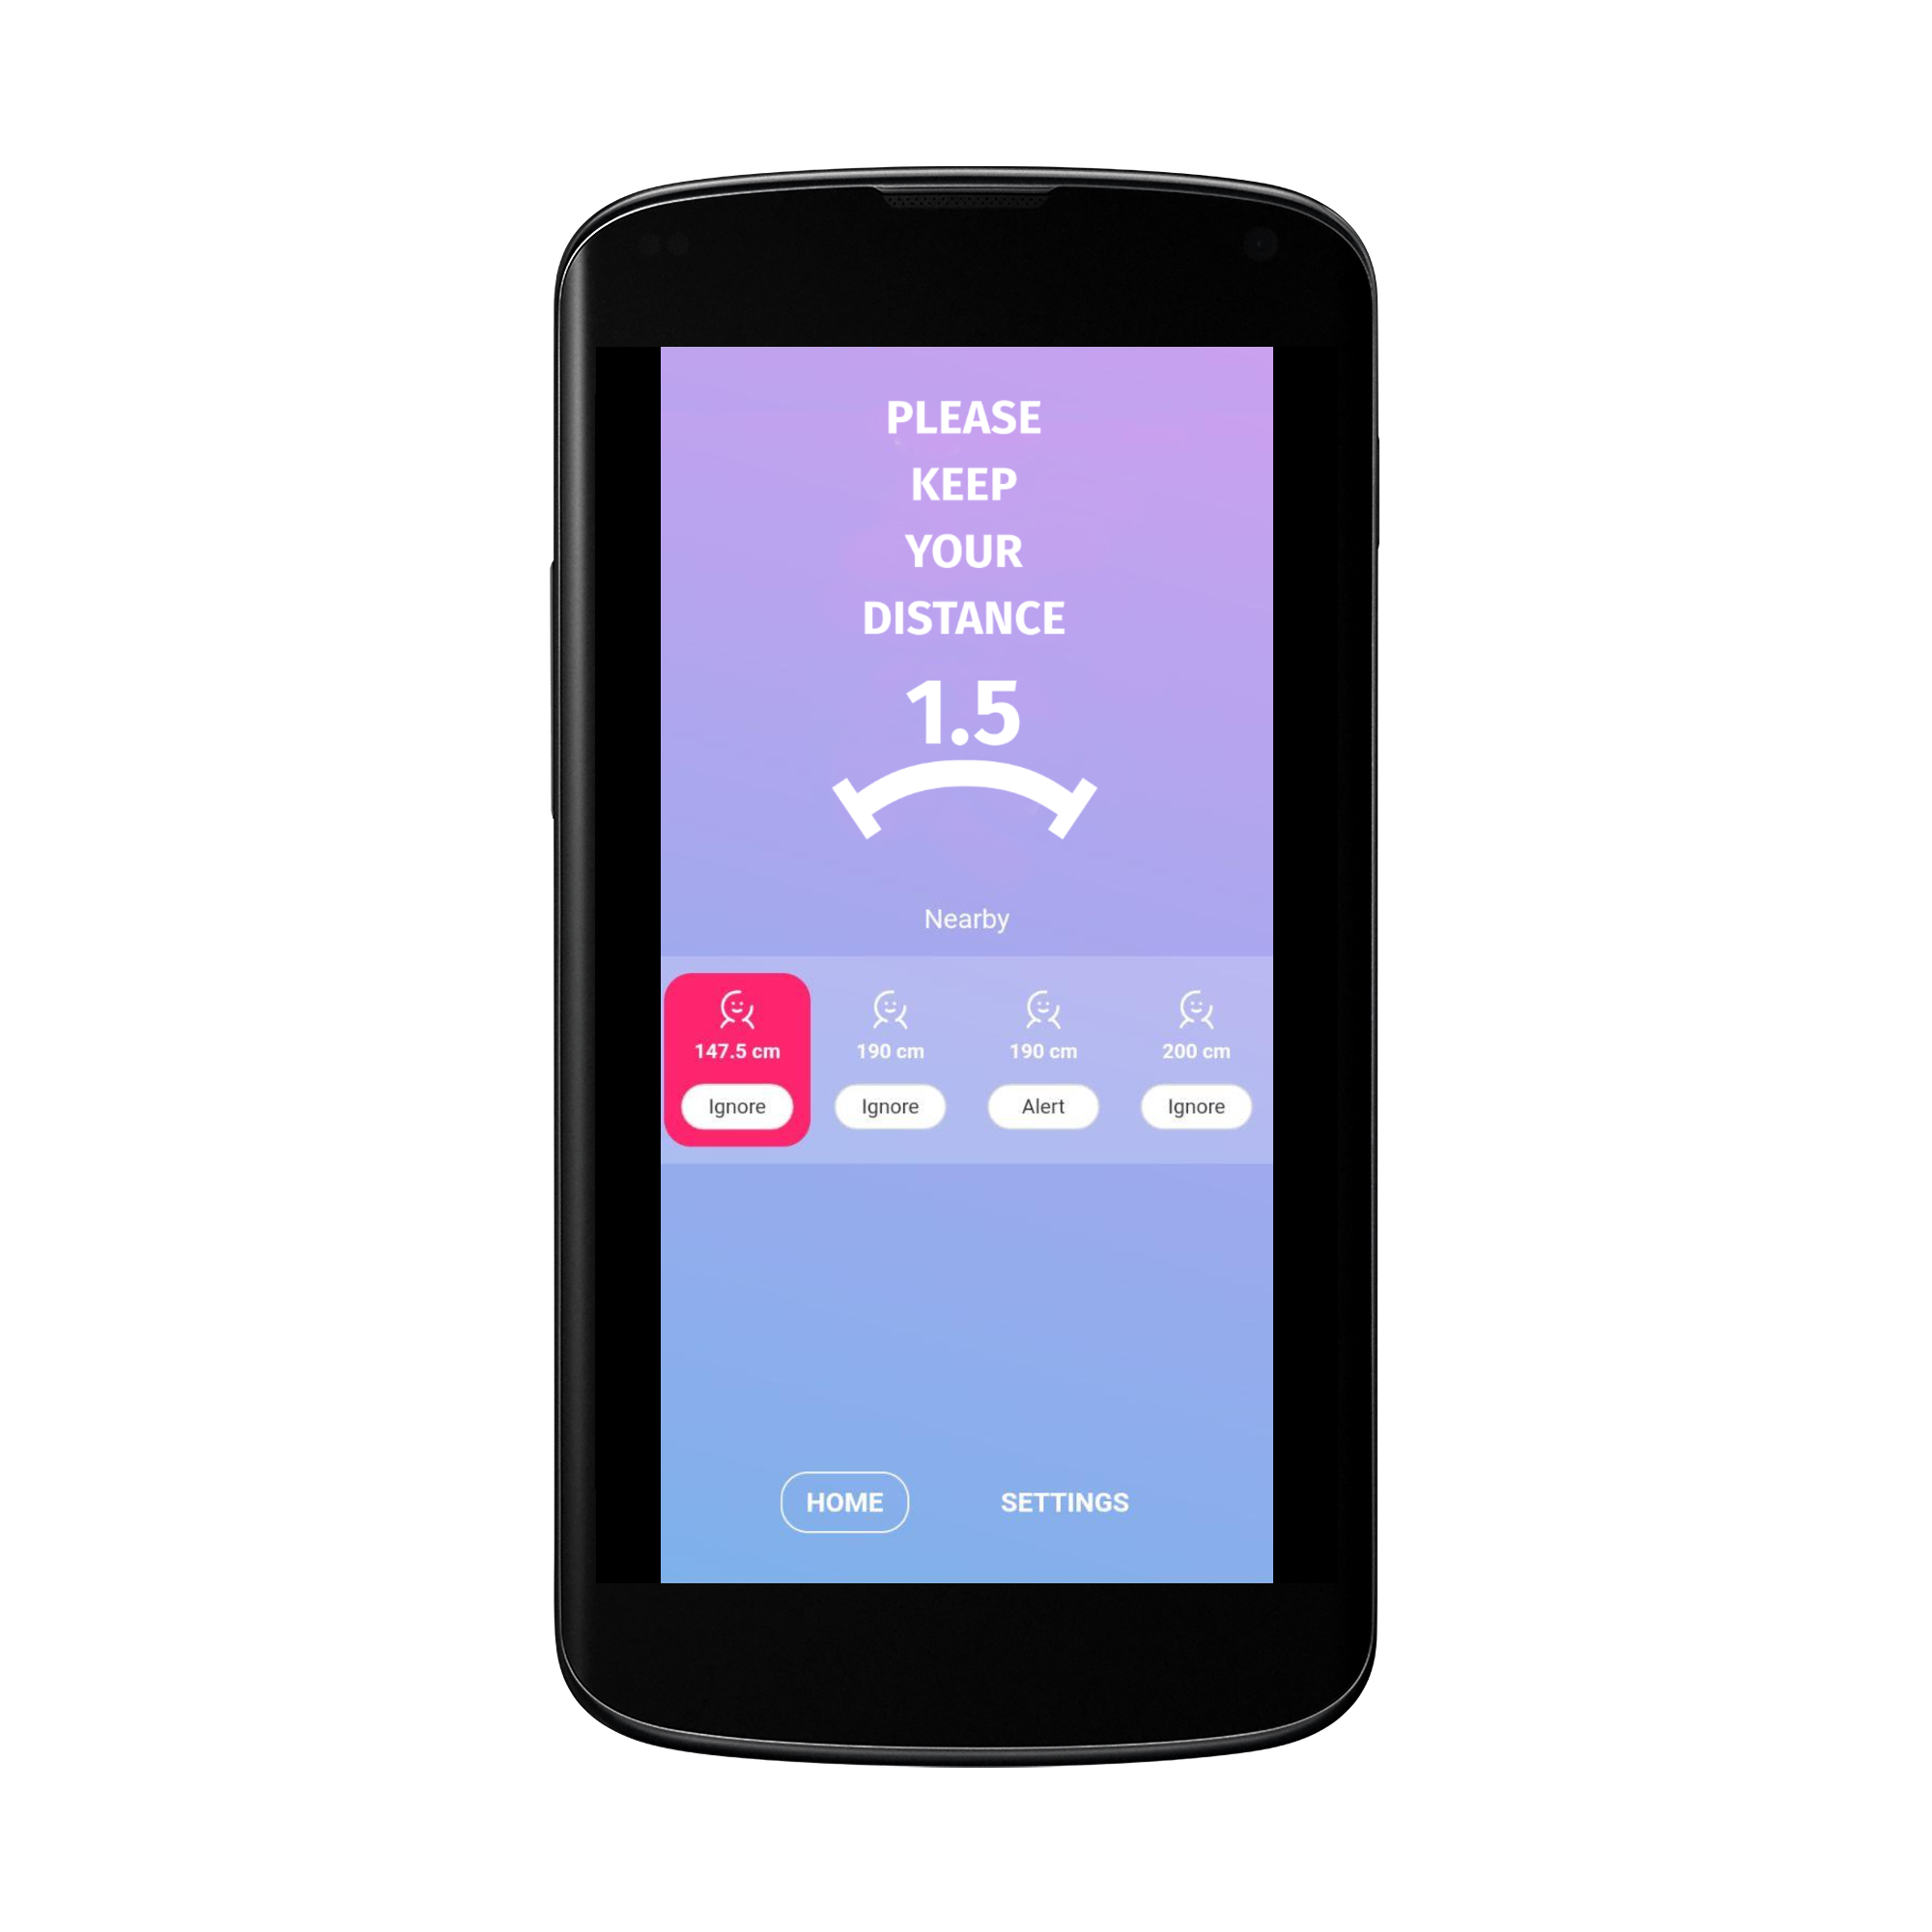 PLEASE
KEEP
YOUR
DISTANCE
1.5
Nearby
147.5 cm 190 cm 190 cm 200 cm
Ignore Ignore Alert Ignore
HOME SETTINGS